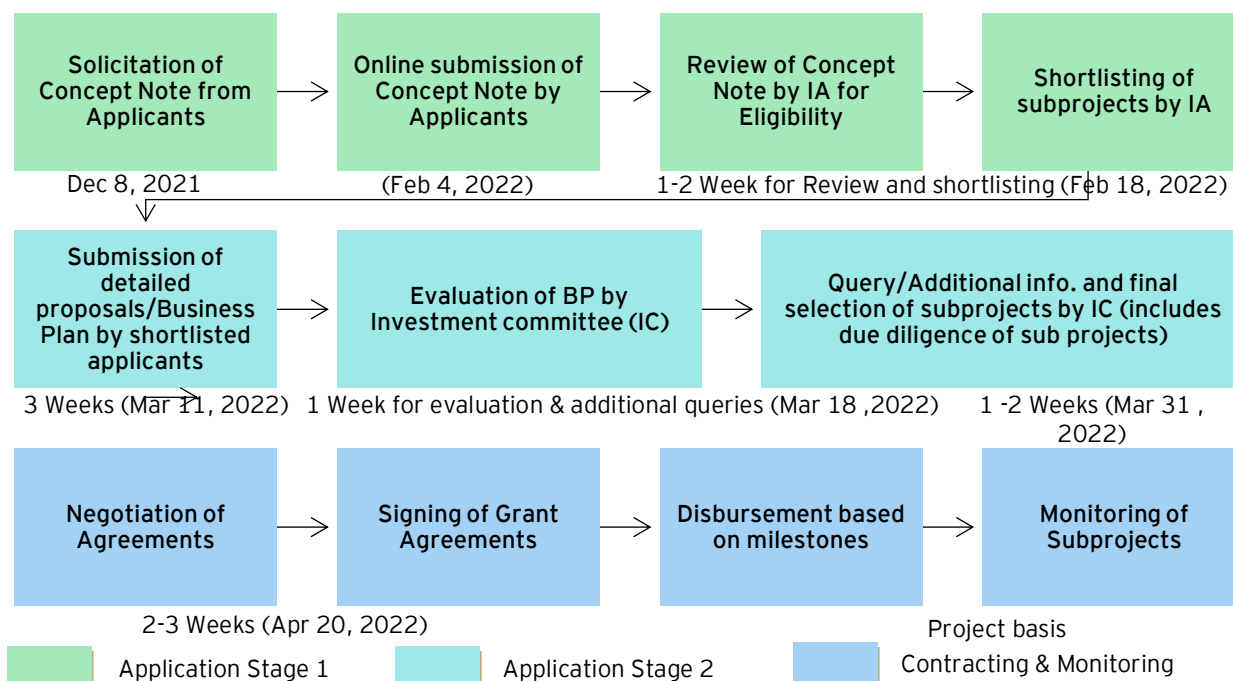 Solicitation of
Concept Note from
Applicants
Online submission of
Concept Note by
Applicants
Review of Concept
Note by IA for
Eligibility
Shortlisting of
subprojects by IA
Dec 8, 2021
(Feb 4, 2022)
1-2 Week for Review and shortlisting (Feb 18, 2022)
Submission of
detailed
proposals/Business
Plan by shortlisted
applicants
Evaluation of BP by
Investment committee (IC)
Query/Additional info. and final
selection of subprojects by IC (includes
due diligence of sub projects)
3 Weeks (Mar 11, 2022)
1 Week for evaluation & additional queries (Mar 18 ,2022)
1 -2 Weeks (Mar 31 ,
2022)
Negotiation of
Agreements
Signing of Grant
Agreements
Disbursement based
on milestones
Monitoring of
Subprojects
2-3 Weeks (Apr 20, 2022)
Project basis
Application Stage 1
Application Stage 2
Contracting & Monitoring